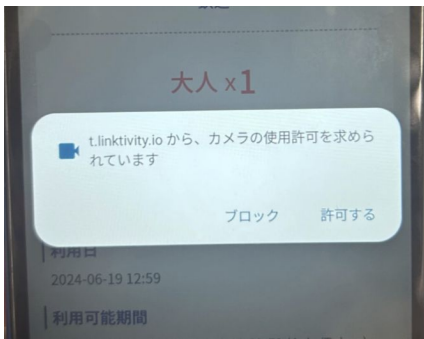 大人 x1
t.linktivity.io から、カメラの使用許可を求めら
れています
ブロック 許可する
利用日
2024-06-19 12:59
利用可能期間